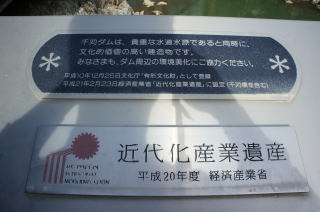 千苅ダムは、貴重な水道水源であると同時に、
文化的価値の高い建造物です。
みなさまも、ダム周辺の環境美化にご協力ください。
平成10年12月25日文化庁「有形文化財」として登録
平成21年2月23日経済産業省「近代化産業遺産」に認定(千苅堰堤含む)
近代化産業遺産
平成20年度 経済産業省